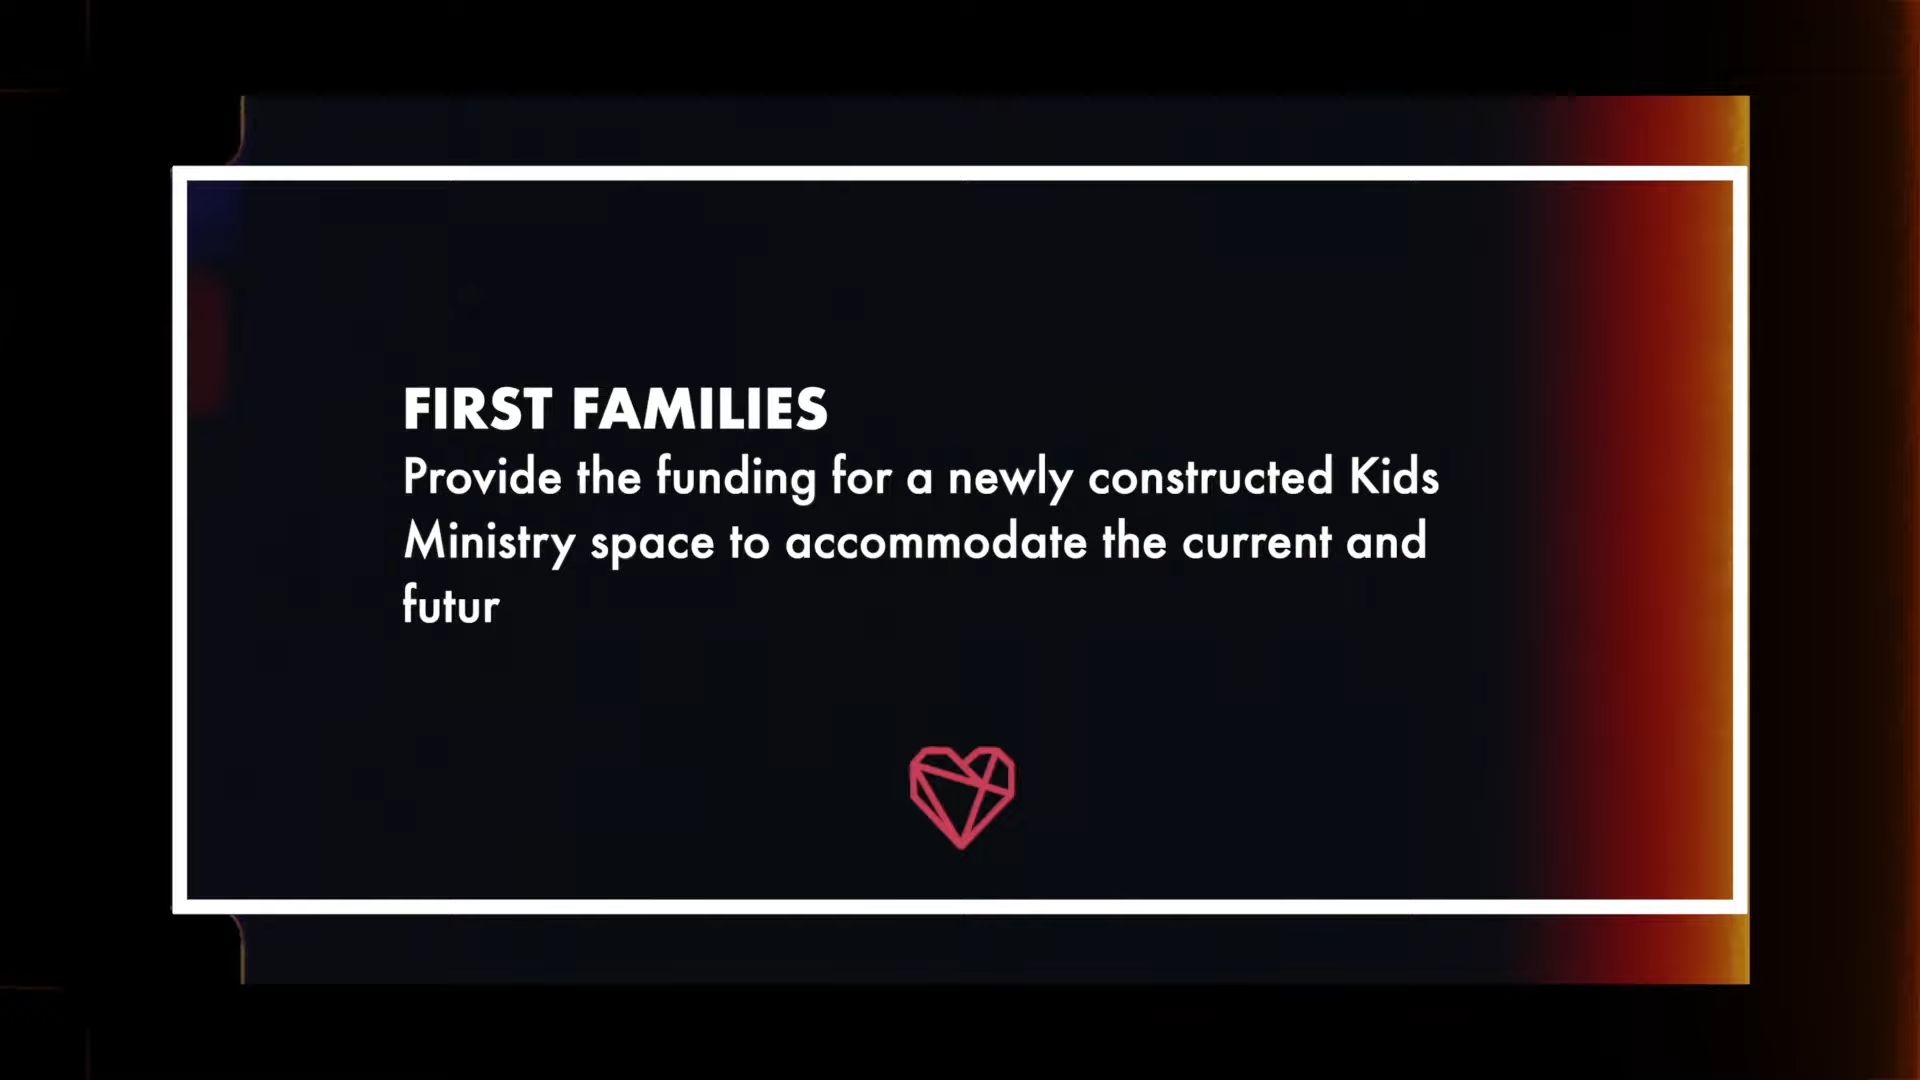 FIRST FAMILIES
Provide the funding for a newly constructed Kids
Ministry space to accommodate the current and
futur